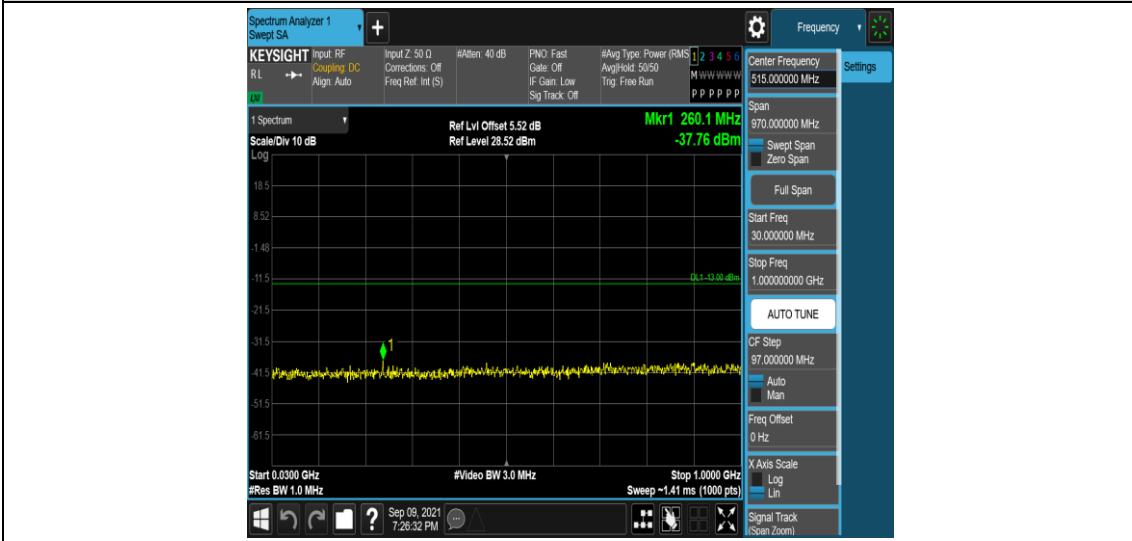 Spectrum Analyzer 1
Swept SA
+
Frequency
KEYSIGHT
RL
Input: RF
Coupling: DC
Align: Auto
Input Z: 50 Ω
Corrections: Off
Freq Ref: Int (S)
#Atten: 40 dB
PNO: Fast
Gate: Off
IF Gain: Low
Sig Track: Off
#Avg Type: Power (RMS
Avg|Hold: 50/50
Trig: Free Run
1 2 3 4 5 6
M W W W W W
P P P P P P
1 Spectrum
Scale/Div 10 dB
Log
Ref Lvl Offset 5.52 dB
Ref Level 28.52 dBm
Mkr1 260.1 MHz
-37.76 dBm
18.5
8.52
-1.48
-11.5
-21.5
-31.5
-41.5
-51.5
-61.5
DL1 -13.00 dBm
1
Start 0.0300 GHz
#Res BW 1.0 MHz
#Video BW 3.0 MHz
Stop 1.0000 GHz
Sweep ~1.41 ms (1000 pts)
Center Frequency
515.000000 MHz
Settings
Span
970.000000 MHz
Swept Span
Zero Span
Full Span
Start Freq
30.000000 MHz
Stop Freq
1.000000000 GHz
AUTO TUNE
CF Step
97.000000 MHz
Auto
Man
Freq Offset
0 Hz
X Axis Scale
Log
Lin
Signal Track
(Span Zoom)
?
Sep 09, 2021
7:26:32 PM